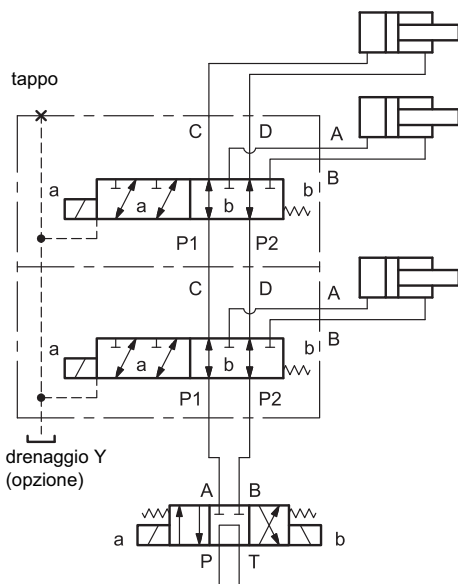 tappo
C D A
B
a b
a b
P1 P2
C D A
B
a b
a b
P1 P2
drenaggio Y
(opzione)
A B
a b
P T